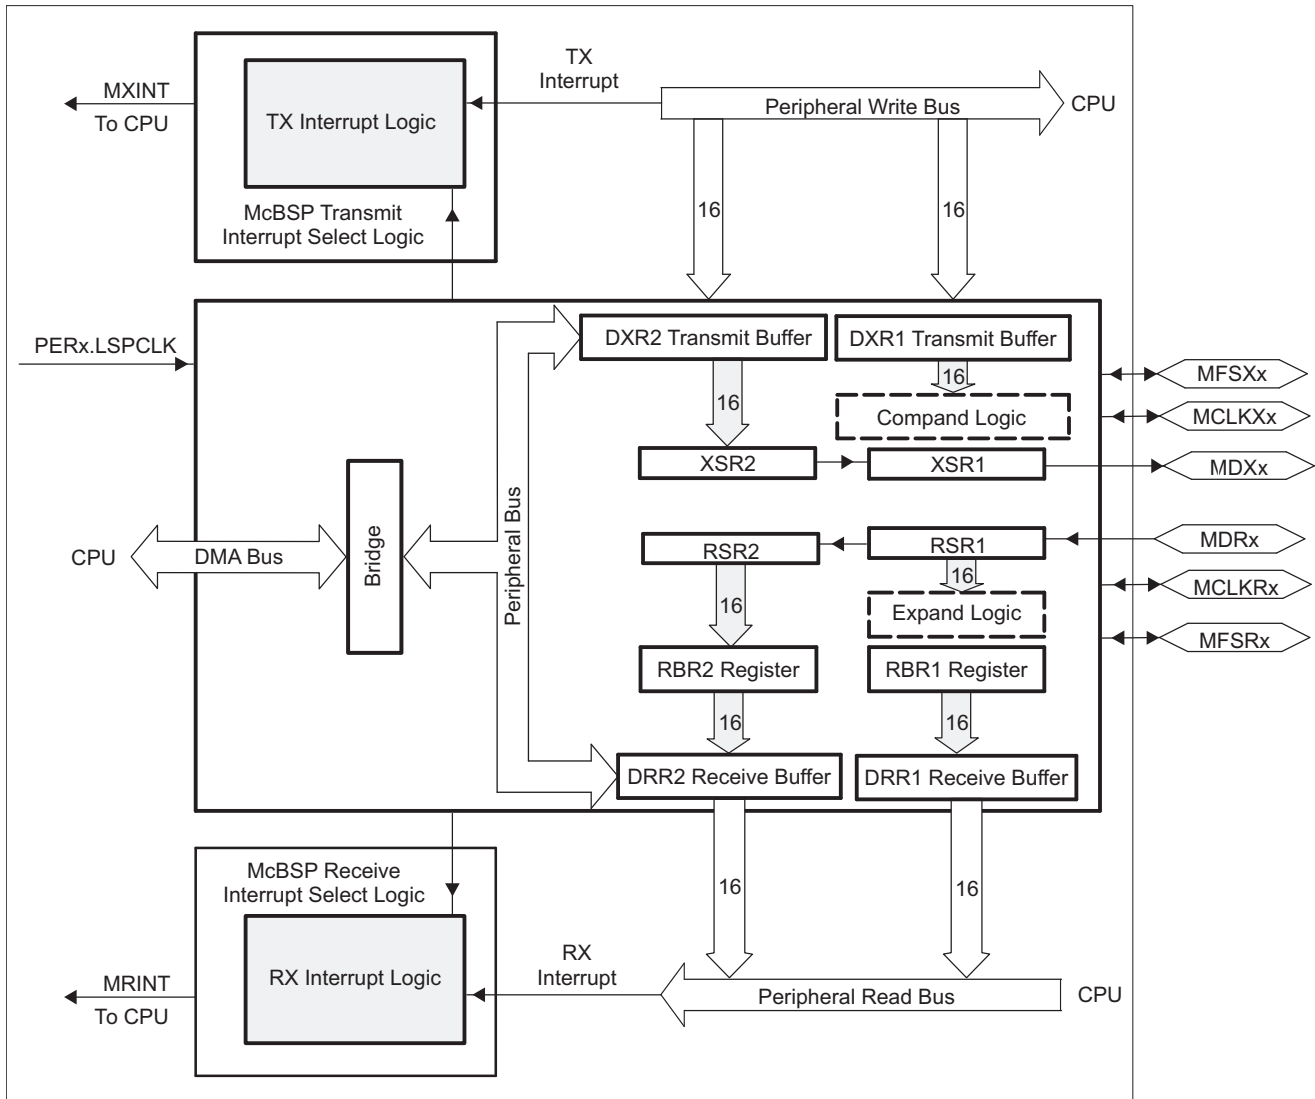 MXINT
To CPU
TX Interrupt Logic
McBSP Transmit
Interrupt Select Logic
TX
Interrupt
Peripheral Write Bus
CPU
16
16
PERx.LSPCLK
DXR2 Transmit Buffer
DXR1 Transmit Buffer
16
16
Compand Logic
XSR2
XSR1
MFSXx
MCLKXx
MDXx
CPU
DMA Bus
Bridge
Peripheral Bus
RSR2
RSR1
16
16
Expand Logic
RBR2 Register
RBR1 Register
16
16
DRR2 Receive Buffer
DRR1 Receive Buffer
MDRx
MCLKRx
MFSRx
McBSP Receive
Interrupt Select Logic
RX Interrupt Logic
MRINT
To CPU
RX
Interrupt
16
16
Peripheral Read Bus
CPU